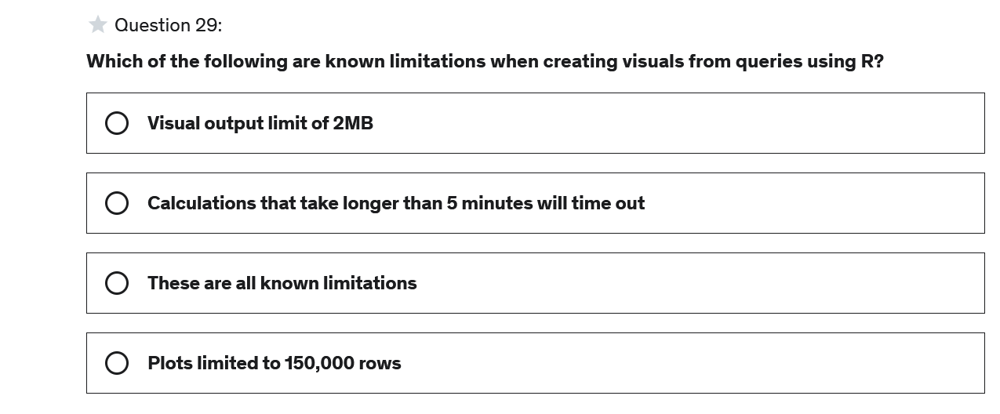 Question 29:
Which of the following are known limitations when creating visuals from queries using R?
Visual output limit of 2MB
Calculations that take longer than 5 minutes will time out
These are all known limitations
Plots limited to 150,000 rows